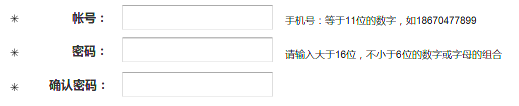 ✳ 帐号： 手机号：等于11位的数字，如18670477899
✳ 密码： 请输入大于16位，不小于6位的数字或字母的组合
✳ 确认密码：